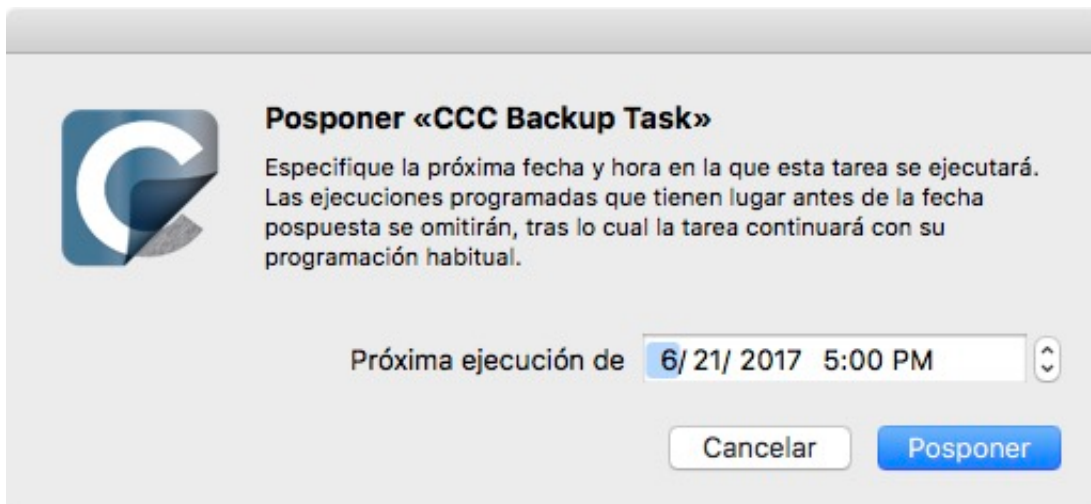 Posponer «CCC Backup Task»
Especifique la próxima fecha y hora en la que esta tarea se ejecutará.
Las ejecuciones programadas que tienen lugar antes de la fecha
pospuesta se omitirán, tras lo cual la tarea continuará con su
programación habitual.
Próxima ejecución de 6/ 21/ 2017 5:00 PM
Cancelar Posponer